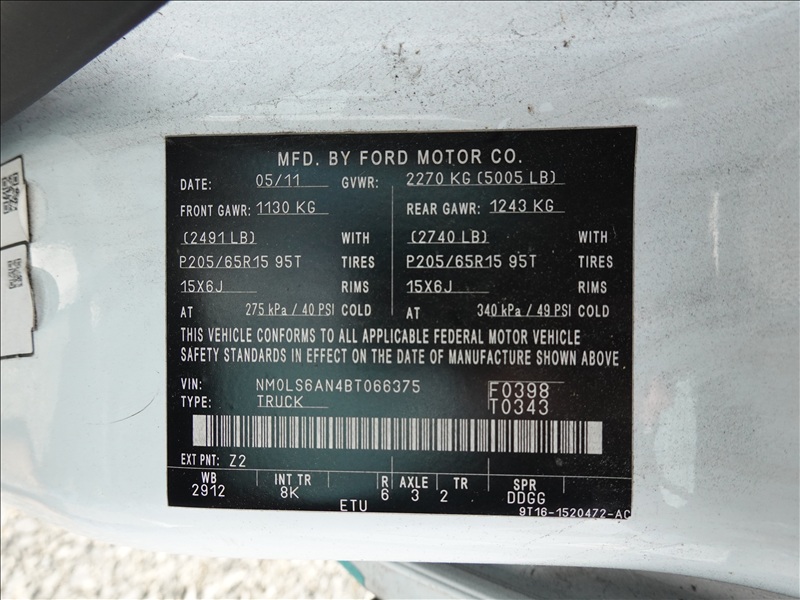 MFD. BY FORD MOTOR CO.
DATE: 05/11 GVWR: 2270 KG (5005 LB)
FRONT GAWR: 1130 KG REAR GAWR: 1243 KG
(2491 LB) WITH (2740 LB) WITH
P205/65R15 95T TIRES P205/65R15 95T TIRES
15X6J RIMS 15X6J RIMS
AT 275 kPa / 40 PSI COLD AT 340 kPa / 49 PSI COLD
THIS VEHICLE CONFORMS TO ALL APPLICABLE FEDERAL MOTOR VEHICLE
SAFETY STANDARDS IN EFFECT ON THE DATE OF MANUFACTURE SHOWN ABOVE.
VIN: NM0LS6AN4BT066375 F0398
TYPE: TRUCK T0343
EXT PNT: Z2
WB INT TR R AXLE TR SPR
2912 8K 6 3 2 DDGG
ETU 9T16-1520472-AC